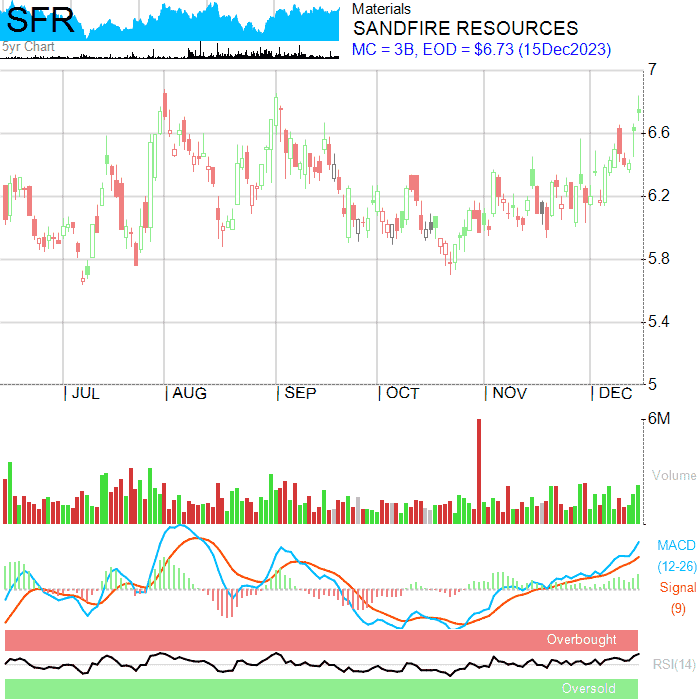 SFR
5yr Chart
Materials
SANDFIRE RESOURCES
MC = 3B, EOD = $6.73 (15Dec2023)
7
6.6
6.2
5.8
5.4
5
JUL AUG SEP OCT NOV DEC
6M
Volume
MACD
(12-26)
Signal
(9)
Overbought
RSI(14)
Oversold